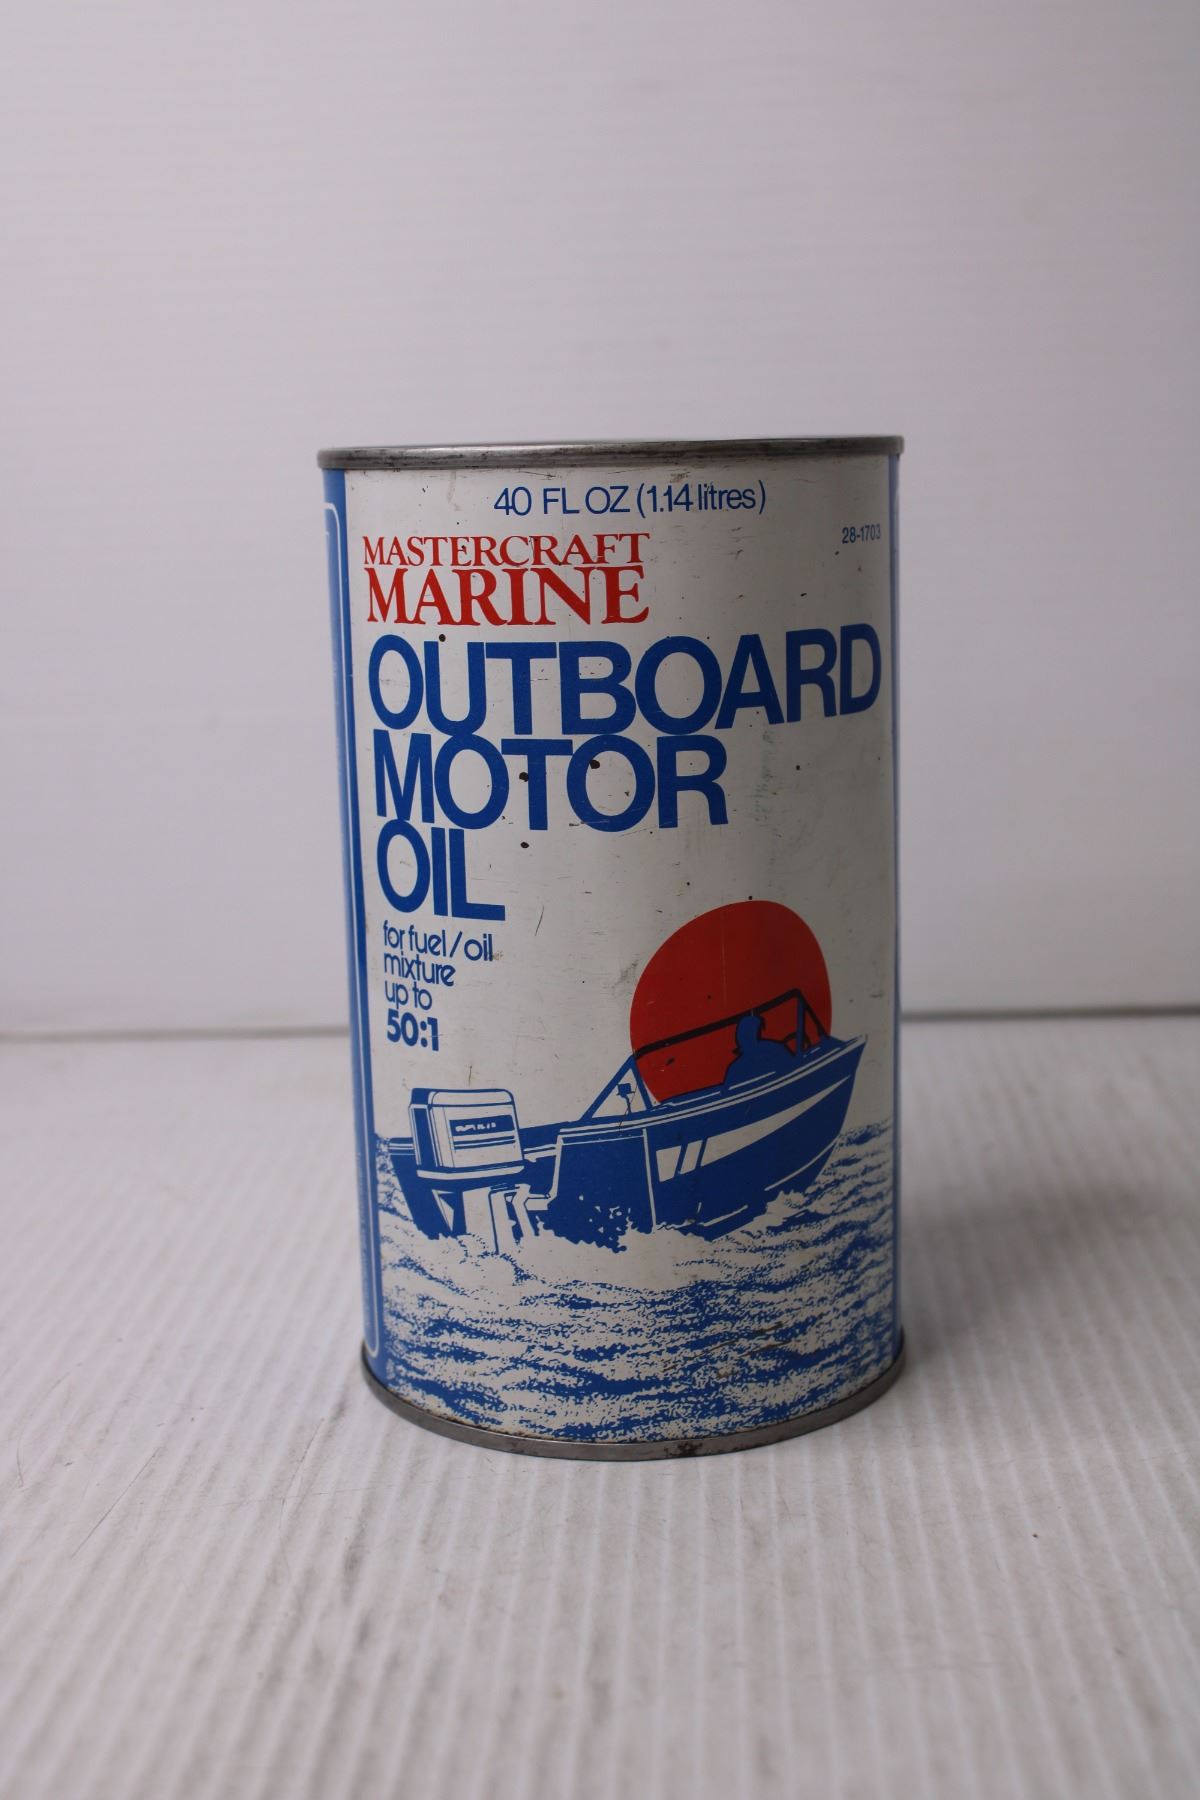 40 FL OZ (1.14 litres)
28-1703
MASTERCRAFT
MARINE
OUTBOARD
MOTOR
OIL
for fuel/oil
mixture
up to
50:1